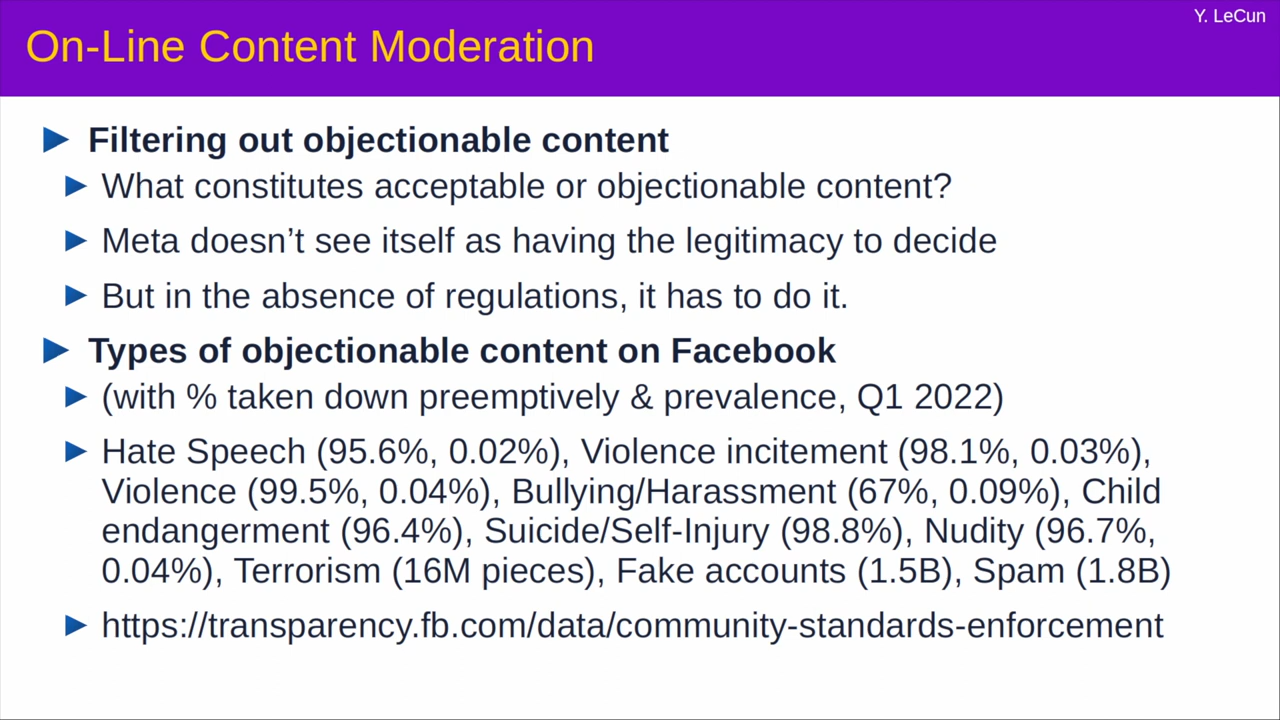 Y. LeCun
On-Line Content Moderation
Filtering out objectionable content
What constitutes acceptable or objectionable content?
Meta doesn’t see itself as having the legitimacy to decide
But in the absence of regulations, it has to do it.
Types of objectionable content on Facebook
(with % taken down preemptively & prevalence, Q1 2022)
Hate Speech (95.6%, 0.02%), Violence incitement (98.1%, 0.03%),
Violence (99.5%, 0.04%), Bullying/Harassment (67%, 0.09%), Child
endangerment (96.4%), Suicide/Self-Injury (98.8%), Nudity (96.7%,
0.04%), Terrorism (16M pieces), Fake accounts (1.5B), Spam (1.8B)
https://transparency.fb.com/data/community-standards-enforcement